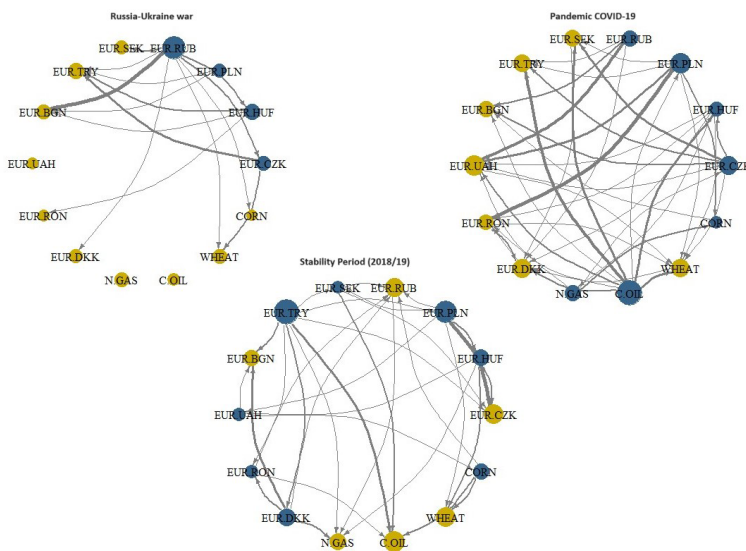 Russia-Ukraine war
EUR.SEK
EUR.RUB
EUR.TRY
EUR.PLN
EUR.BGN
EUR.HUF
EUR.UAH
EUR.CZK
EUR.RON
CORN
EUR.DKK
WHEAT
N.GAS
C.OIL
Pandemic COVID-19
EUR.SEK
EUR.RUB
EUR.TRY
EUR.PLN
EUR.BGN
EUR.HUF
EUR.UAH
EUR.CZK
EUR.RON
CORN
EUR.DKK
WHEAT
N.GAS
C.OIL
Stability Period (2018/19)
EUR.SEK
EUR.RUB
EUR.TRY
EUR.PLN
EUR.BGN
EUR.HUF
EUR.UAH
EUR.CZK
EUR.RON
CORN
EUR.DKK
WHEAT
N.GAS
C.OIL